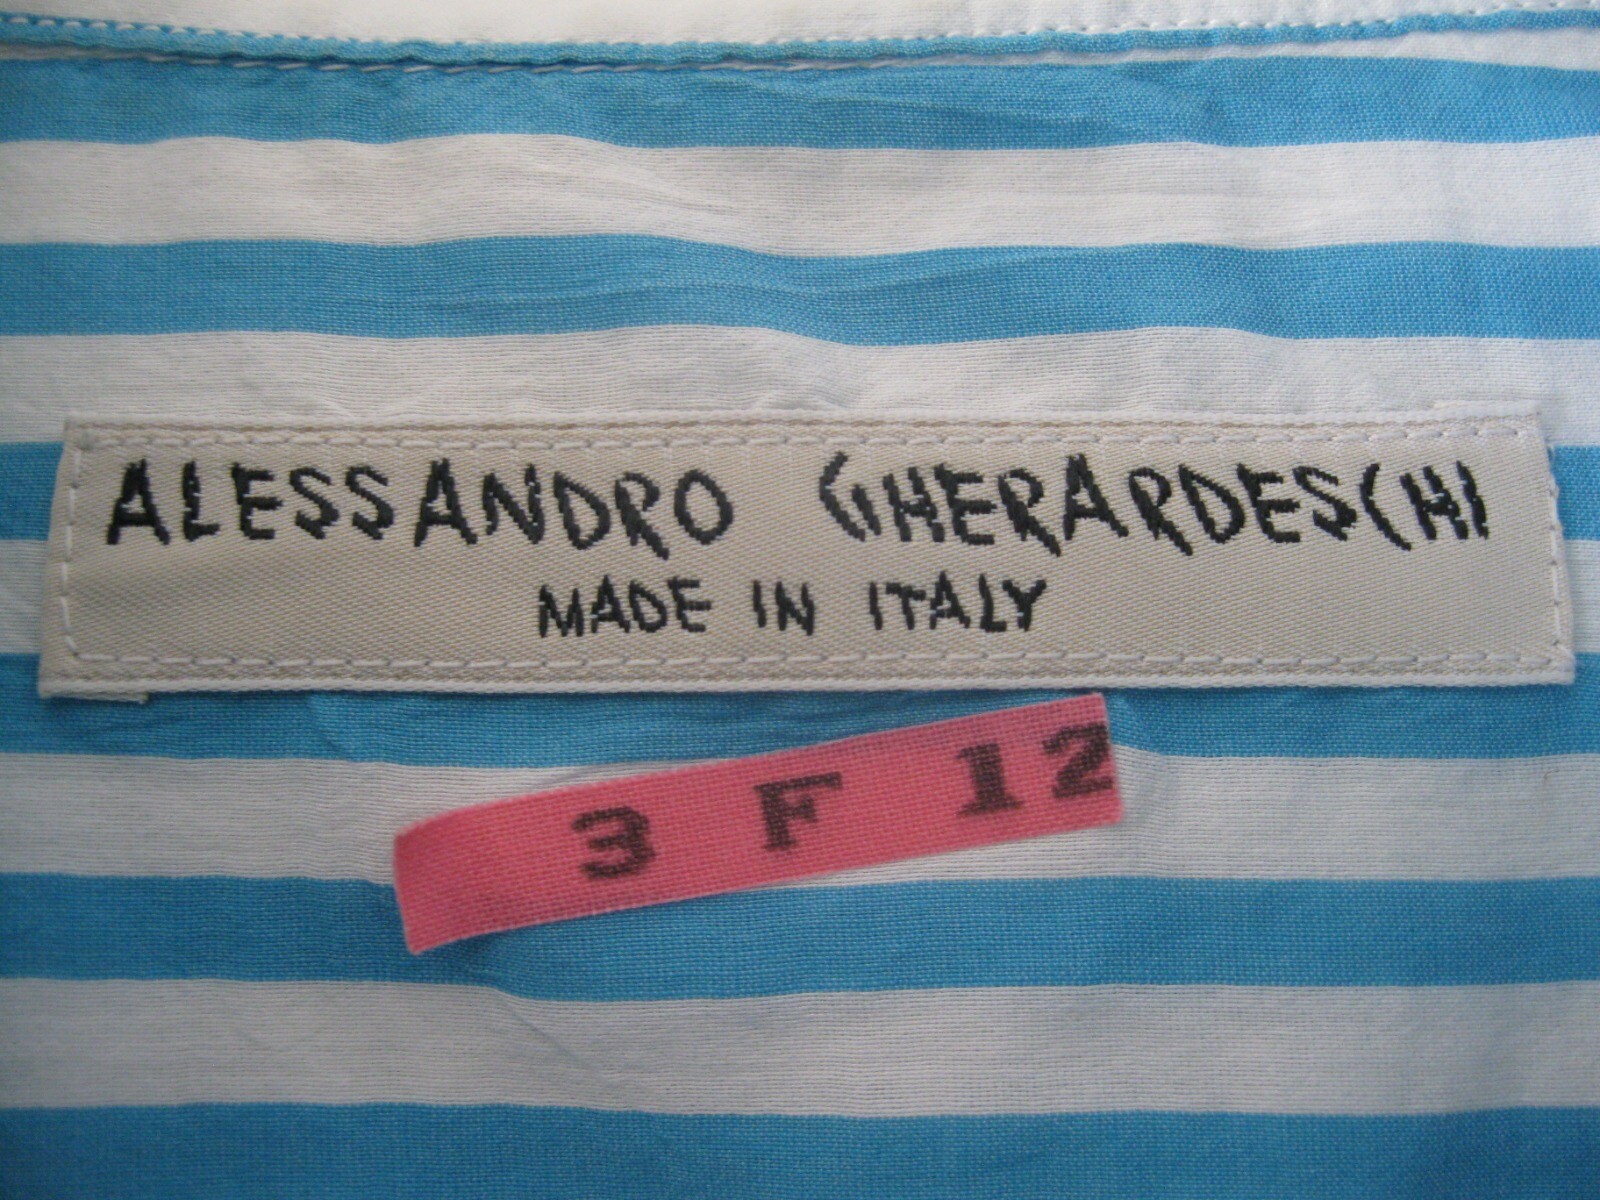 ALESSANDRO GHERARDESCHI
MADE IN ITALY
3 F 12